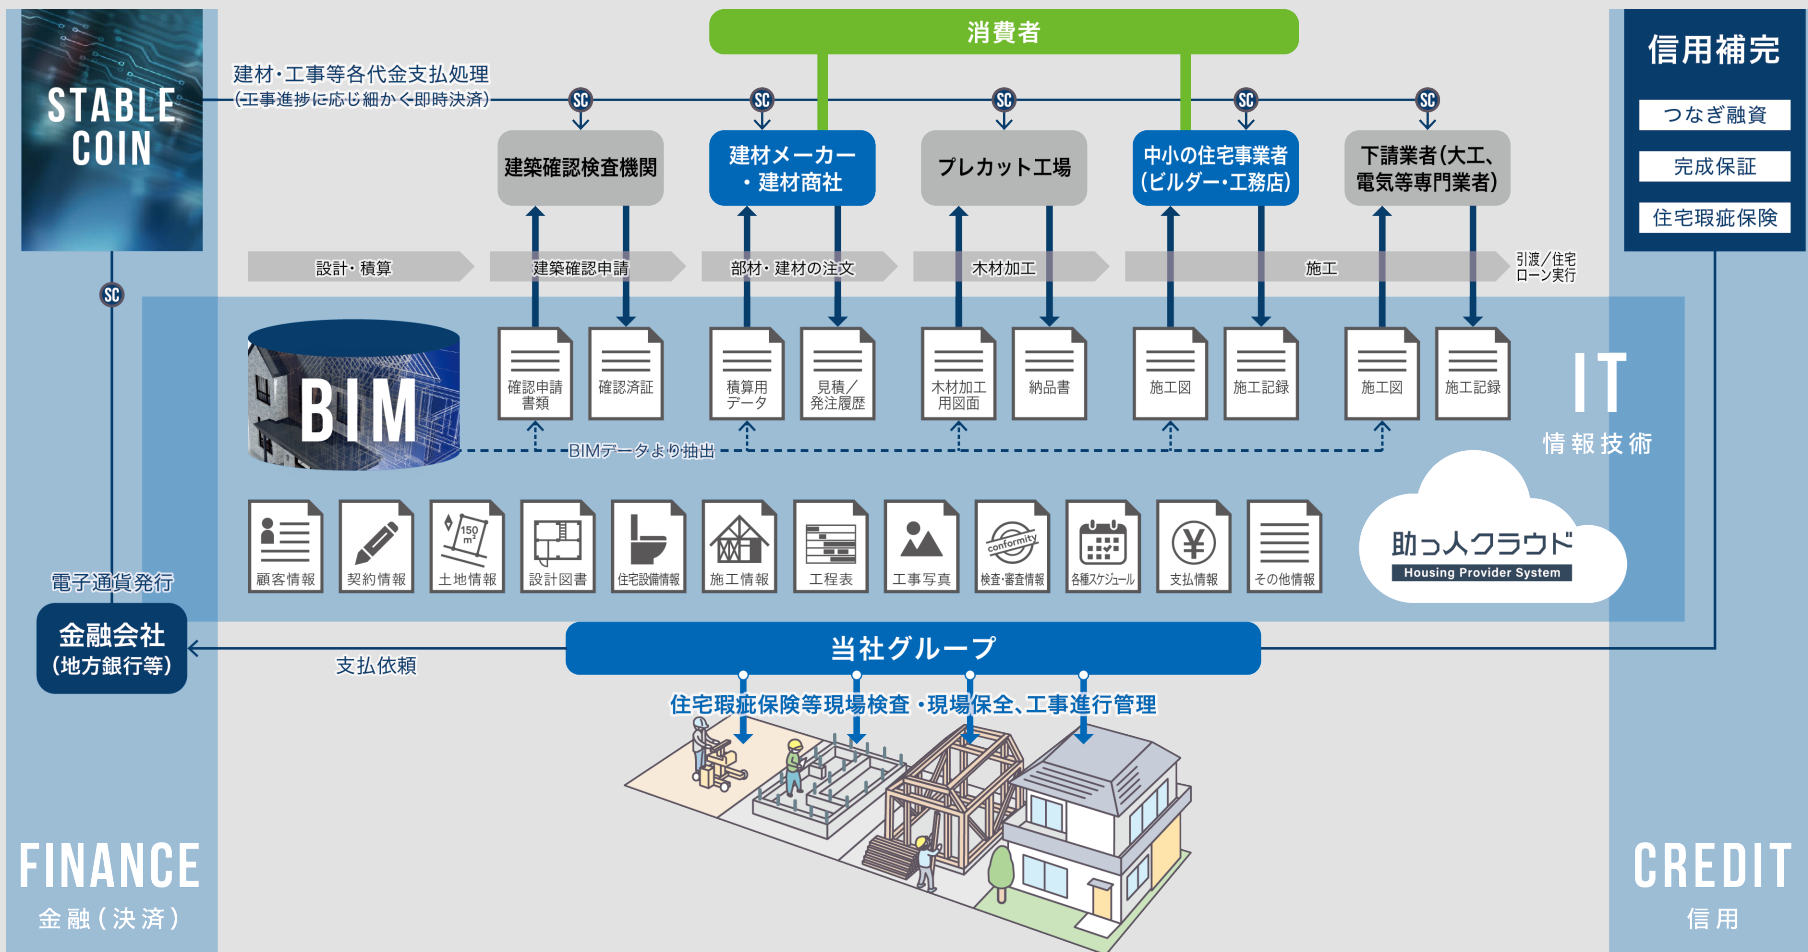 STABLE
COIN
建材・工事等各代金支払処理
(工事進捗に応じ細かく即時決済)
消費者
信用補完
つなぎ融資
完成保証
住宅瑕疵保険
SC
SC
SC
SC
SC
建築確認検査機関
建材メーカー
・建材商社
プレカット工場
中小の住宅事業者
(ビルダー・工務店)
下請業者(大工、
電気等専門業者)
設計・積算
建築確認申請
部材・建材の注文
木材加工
施工
引渡/住宅
ローン実行
SC
BIM
確認申請
書類
確認済証
積算用
データ
見積/
発注履歴
木材加工
用図面
納品書
施工図
施工記録
施工図
施工記録
IT
情報技術
BIMデータより抽出
顧客情報
契約情報
150
m²
土地情報
設計図書
住宅設備情報
施工情報
工程表
工事写真
conformity
検査・審査情報
各種スケジュール
¥
支払情報
その他情報
助っ人クラウド
Housing Provider System
電子通貨発行
金融会社
(地方銀行等)
支払依頼
当社グループ
住宅瑕疵保険等現場検査・現場保全、工事進行管理
FINANCE
金融(決済)
CREDIT
信用